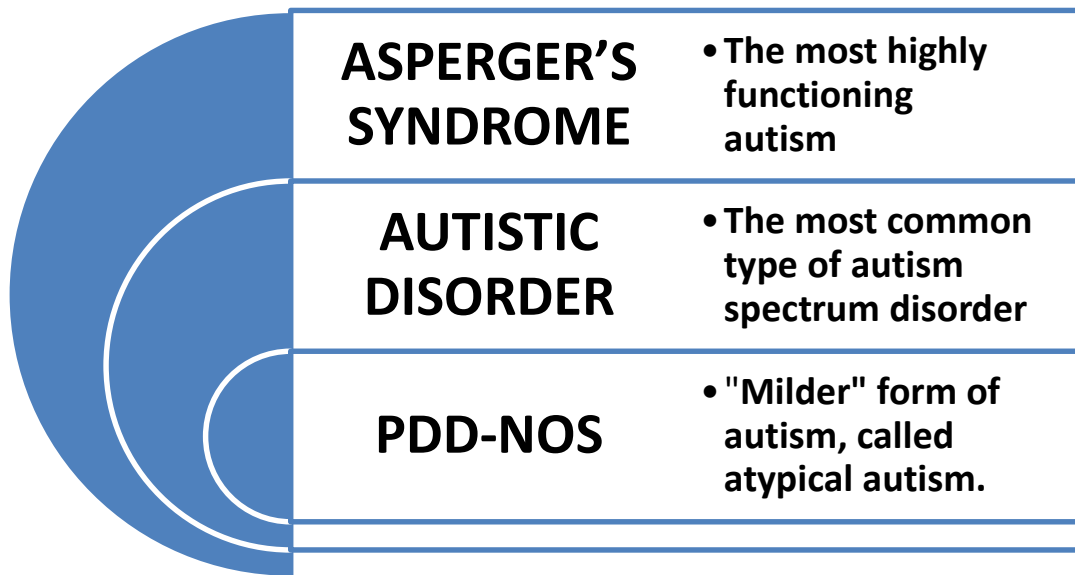 ASPERGER’S
SYNDROME
• The most highly
functioning
autism
AUTISTIC
DISORDER
• The most common
type of autism
spectrum disorder
PDD-NOS
• "Milder" form of
autism, called
atypical autism.